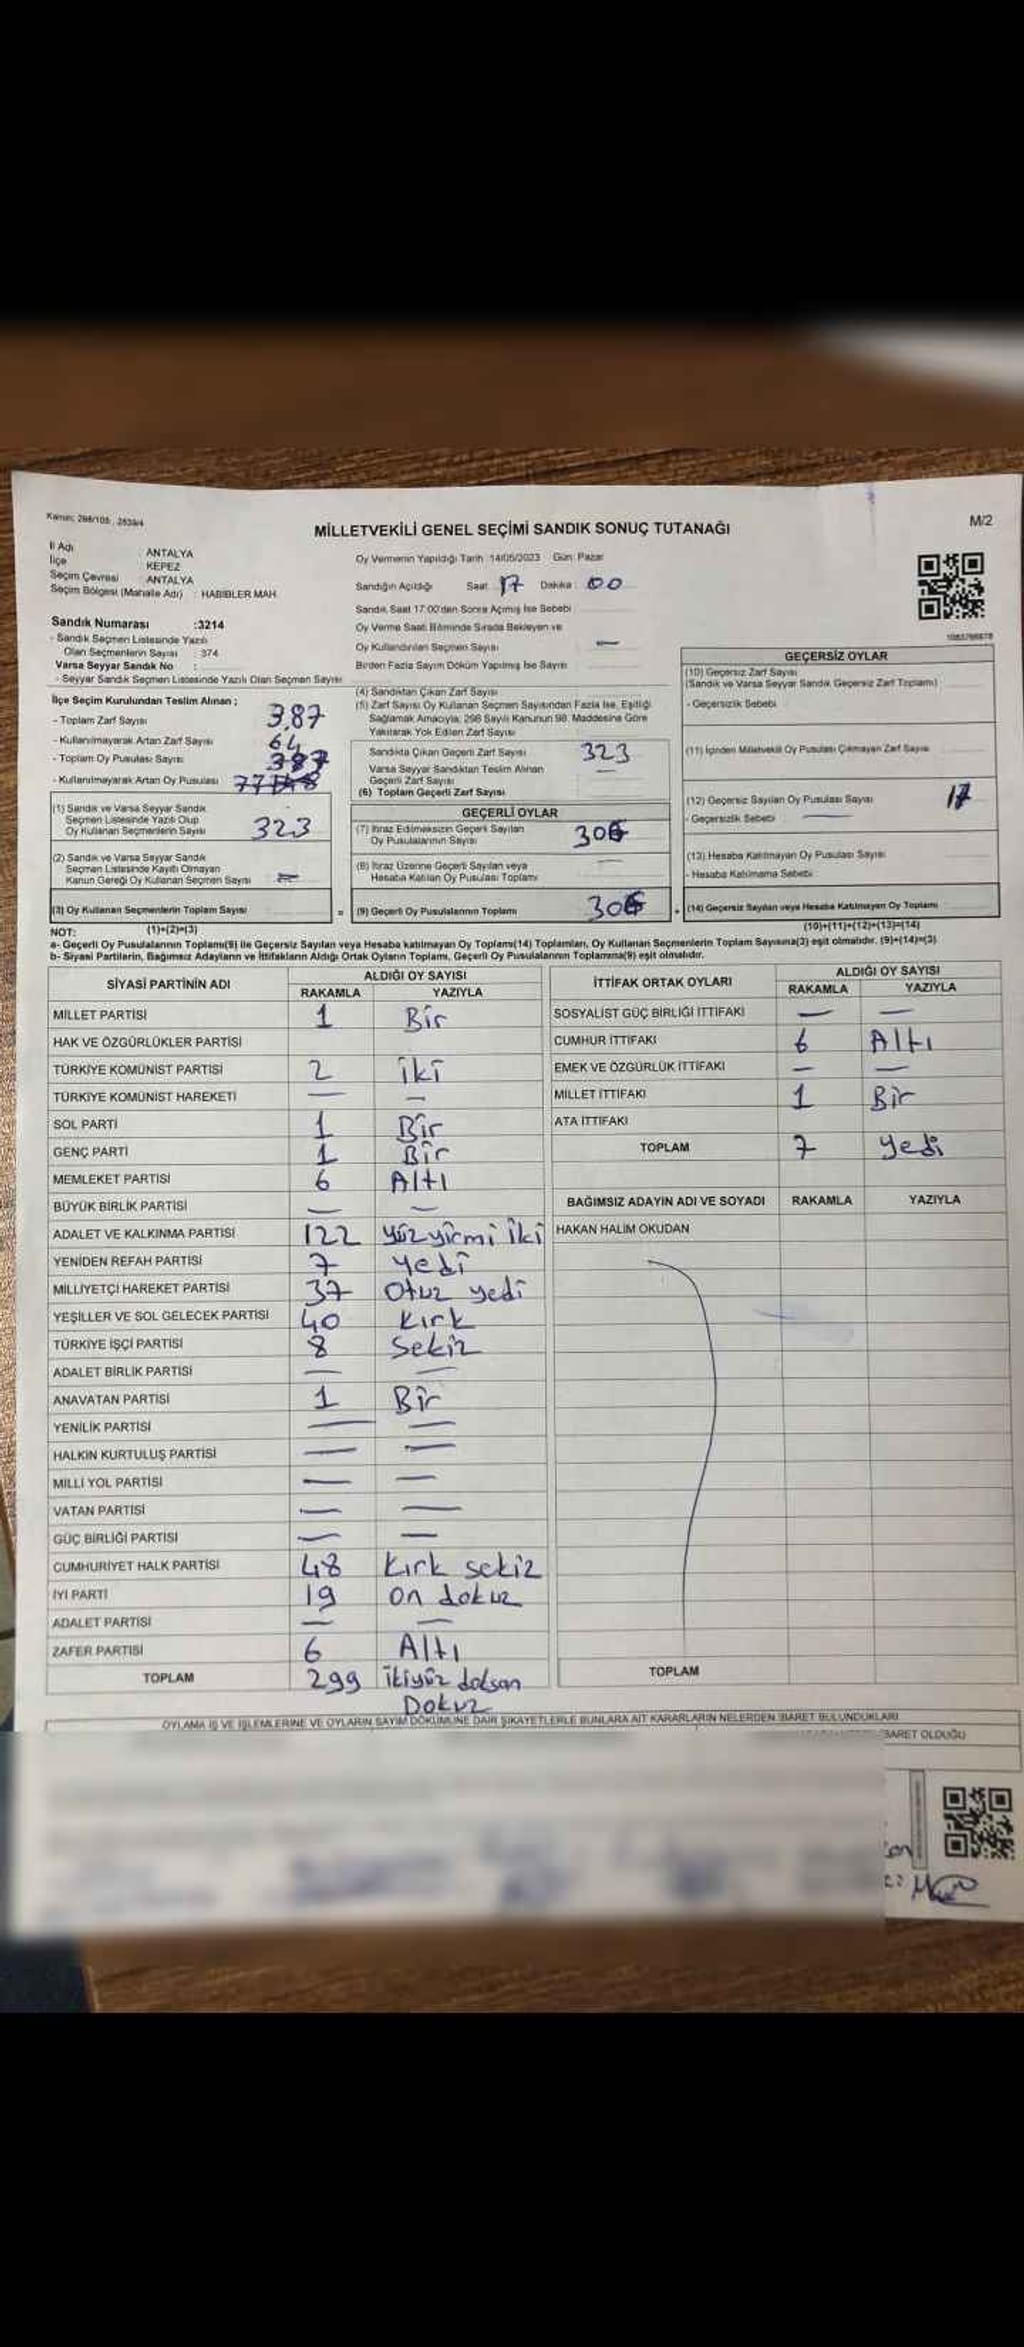 Kanun: 298/105 , 2839/4
M/2
MİLLETVEKİLİ GENEL SEÇİMİ SANDIK SONUÇ TUTANAĞI
İl Adı : ANTALYA
İlçe : KEPEZ
Seçim Çevresi : ANTALYA
Seçim Bölgesi (Mahalle Adı) : HABİBLER MAH.
Sandık Numarası :3214
- Sandık Seçmen Listesinde Yazılı
Olan Seçmenlerin Sayısı : 374
Varsa Seyyar Sandık No :
- Seyyar Sandık Seçmen Listesinde Yazılı Olan Seçmen Sayısı
Oy Vermenin Yapıldığı Tarih :14/05/2023 Gün: Pazar
Sandığın Açıldığı Saat: 17 Dakika : 00
Sandık Saat 17:00'den Sonra Açılmış İse Sebebi
Oy Verme Saati Bitiminde Sırada Bekleyen ve
Oy Kullandırılan Seçmen Sayısı —
Birden Fazla Sayım Döküm Yapılmış İse Sayısı
İlçe Seçim Kurulundan Teslim Alınan ;
- Toplam Zarf Sayısı 387
- Kullanılmayarak Artan Zarf Sayısı 64
- Toplam Oy Pusulası Sayısı 387
- Kullanılmayarak Artan Oy Pusulası
(1) Sandık ve Varsa Seyyar Sandık
Seçmen Listesinde Yazılı Olup
Oy Kullanan Seçmenlerin Sayısı 323
(2) Sandık ve Varsa Seyyar Sandık
Seçmen Listesinde Kayıtlı Olmayan
Kanun Gereği Oy Kullanan Seçmen Sayısı
(3) Oy Kullanan Seçmenlerin Toplam Sayısı =
(4) Sandıktan Çıkan Zarf Sayısı
(5) Zarf Sayısı Oy Kullanan Seçmen Sayısından Fazla İse, Eşitliği
Sağlamak Amacıyla; 298 Sayılı Kanunun 98. Maddesine Göre
Yakılarak Yok Edilen Zarf Sayısı
Sandıkta Çıkan Geçerli Zarf Sayısı 323
Varsa Seyyar Sandıktan Teslim Alınan
Geçerli Zarf Sayısı —
(6) Toplam Geçerli Zarf Sayısı
GEÇERLİ OYLAR
(7) İtiraz Edilmeksizin Geçerli Sayılan
Oy Pusulalarının Sayısı 306
(8) İtiraz Üzerine Geçerli Sayılan veya
Hesaba Katılan Oy Pusulası Toplamı —
(9) Geçerli Oy Pusulalarının Toplamı 306 +
GEÇERSİZ OYLAR
(10) Geçersiz Zarf Sayısı
(Sandık ve Varsa Seyyar Sandık Geçersiz Zarf Toplamı)
- Geçersizlik Sebebi
(11) İçinden Milletvekili Oy Pusulası Çıkmayan Zarf Sayısı
(12) Geçersiz Sayılan Oy Pusulası Sayısı 17
- Geçersizlik Sebebi : —
(13) Hesaba Katılmayan Oy Pusulası Sayısı
- Hesaba Katılmama Sebebi
(14) Geçersiz Sayılan veya Hesaba Katılmayan Oy Toplamı
NOT: (1)+(2)=(3) (10)+(11)+(12)+(13)=(14)
a- Geçerli Oy Pusulalarının Toplamı(9) ile Geçersiz Sayılan veya Hesaba katılmayan Oy Toplamı(14) Toplamları, Oy Kullanan Seçmenlerin Toplam Sayısına(3) eşit olmalıdır. (9)+(14)=(3)
b- Siyasi Partilerin, Bağımsız Adayların ve İttifakların Aldığı Ortak Oyların Toplamı, Geçerli Oy Pusulalarının Toplamına(9) eşit olmalıdır.
SİYASİ PARTİNİN ADI ALDIĞI OY SAYISI
RAKAMLA YAZIYLA
MİLLET PARTİSİ 1 Bir
HAK VE ÖZGÜRLÜKLER PARTİSİ
TÜRKİYE KOMÜNİST PARTİSİ 2 iki
TÜRKİYE KOMÜNİST HAREKETİ — —
SOL PARTİ 1 Bir
GENÇ PARTİ 1 Bir
MEMLEKET PARTİSİ 6 Altı
BÜYÜK BİRLİK PARTİSİ — —
ADALET VE KALKINMA PARTİSİ 122 yüz yirmi iki
YENİDEN REFAH PARTİSİ 7 yedi
MİLLİYETÇİ HAREKET PARTİSİ 37 Otuz yedi
YEŞİLLER VE SOL GELECEK PARTİSİ 40 Kırk
TÜRKİYE İŞÇİ PARTİSİ 8 Sekiz
ADALET BİRLİK PARTİSİ — —
ANAVATAN PARTİSİ 1 Bir
YENİLİK PARTİSİ — —
HALKIN KURTULUŞ PARTİSİ — —
MİLLİ YOL PARTİSİ — —
VATAN PARTİSİ — —
GÜÇ BİRLİĞİ PARTİSİ — —
CUMHURİYET HALK PARTİSİ 48 Kırk sekiz
İYİ PARTİ 19 on dokuz
ADALET PARTİSİ — —
ZAFER PARTİSİ 6 Altı
TOPLAM 299 ikiyüz doksan
Dokuz
İTTİFAK ORTAK OYLARI ALDIĞI OY SAYISI
RAKAMLA YAZIYLA
SOSYALİST GÜÇ BİRLİĞİ İTTİFAKI — —
CUMHUR İTTİFAKI 6 Altı
EMEK VE ÖZGÜRLÜK İTTİFAKI — —
MİLLET İTTİFAKI 1 Bir
ATA İTTİFAKI
TOPLAM 7 yedi
BAĞIMSIZ ADAYIN ADI VE SOYADI RAKAMLA YAZIYLA
HAKAN HALİM OKUDAN
TOPLAM
OYLAMA İŞ VE İŞLEMLERİNE VE OYLARIN SAYIM DÖKÜMÜNE DAİR ŞİKAYETLERLE BUNLARA AİT KARARLARIN NELERDEN İBARET BULUNDUKLARI
BARET OLDUĞU